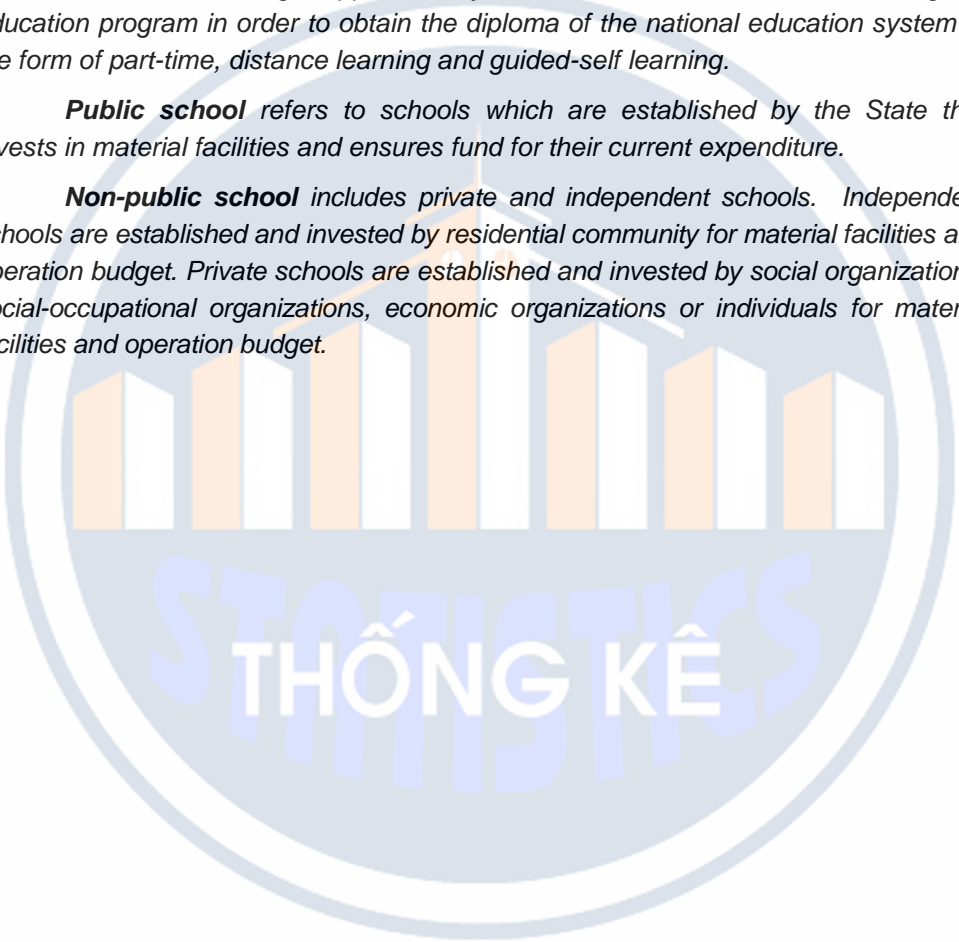 ducation program in order to obtain the diploma of the national education system
e form of part-time, distance learning and guided-self learning.
Public school refers to schools which are established by the State th
vests in material facilities and ensures fund for their current expenditure.
Non-public school includes private and independent schools. Independe
hools are established and invested by residential community for material facilities a
peration budget. Private schools are established and invested by social organization
ocial-occupational organizations, economic organizations or individuals for mater
cilities and operation budget.
STATISTICS
THỐNG KÊ